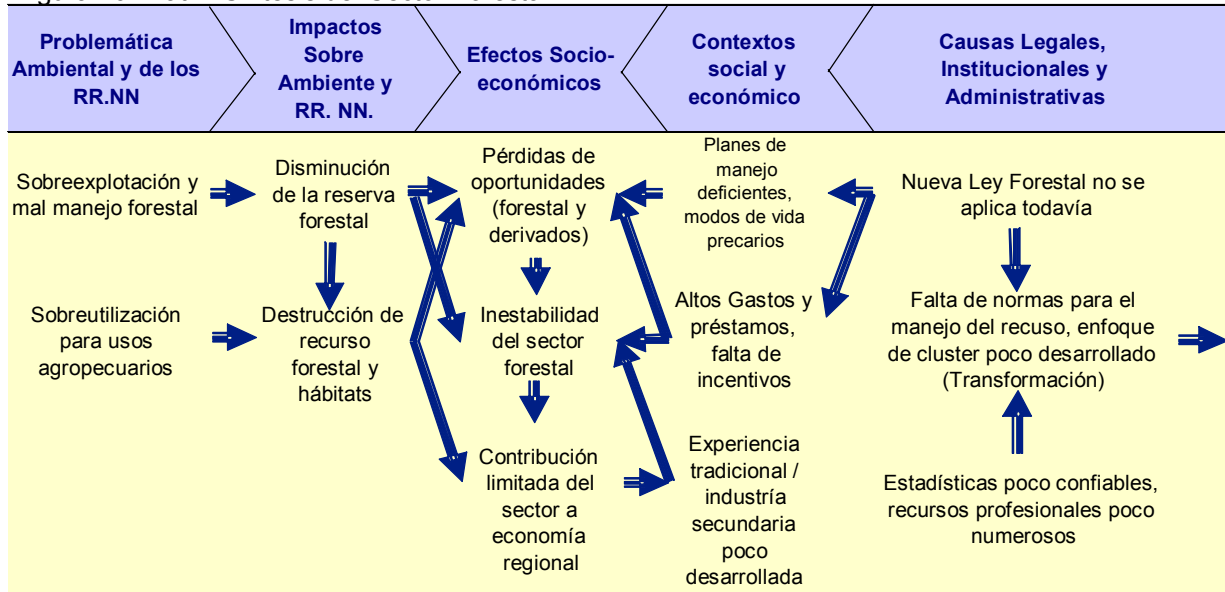 Problemática
Ambiental y de los
RR.NN
Impactos
Sobre
Ambiente y
RR. NN.
Efectos Socio-
económicos
Contextos
social y
económico
Causas Legales,
Institucionales y
Administrativas
Sobreexplotación y
mal manejo forestal
Sobreutilización
para usos
agropecuarios
Disminución
de la reserva
forestal
Destrucción de
recurso
forestal y
hábitats
Pérdidas de
oportunidades
(forestal y
derivados)
Inestabilidad
del sector
forestal
Contribución
limitada del
sector a
economía
regional
Planes de
manejo
deficientes,
modos de vida
precarios
Altos Gastos y
préstamos,
falta de
incentivos
Experiencia
tradicional /
industría
secundaria
poco
desarrollada
Nueva Ley Forestal no se
aplica todavía
Falta de normas para el
manejo del recuso, enfoque
de cluster poco desarrollado
(Transformación)
Estadísticas poco confiables,
recursos profesionales poco
numerosos